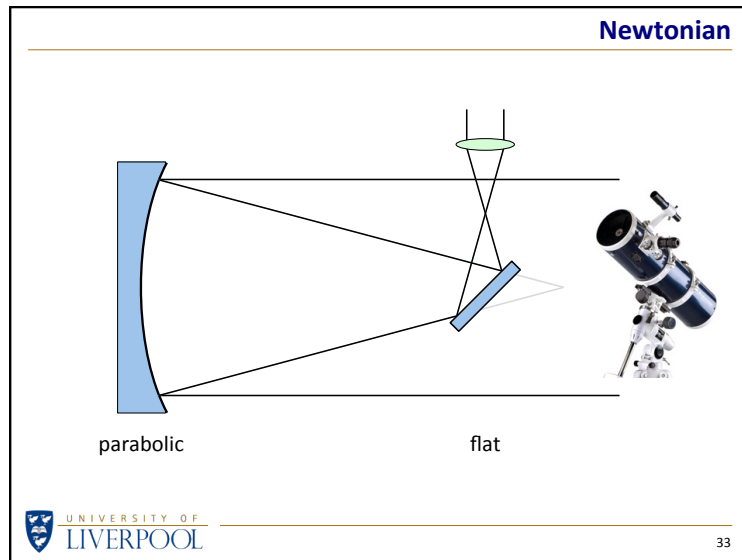 Newtonian
parabolic
flat
UNIVERSITY OF
LIVERPOOL
33